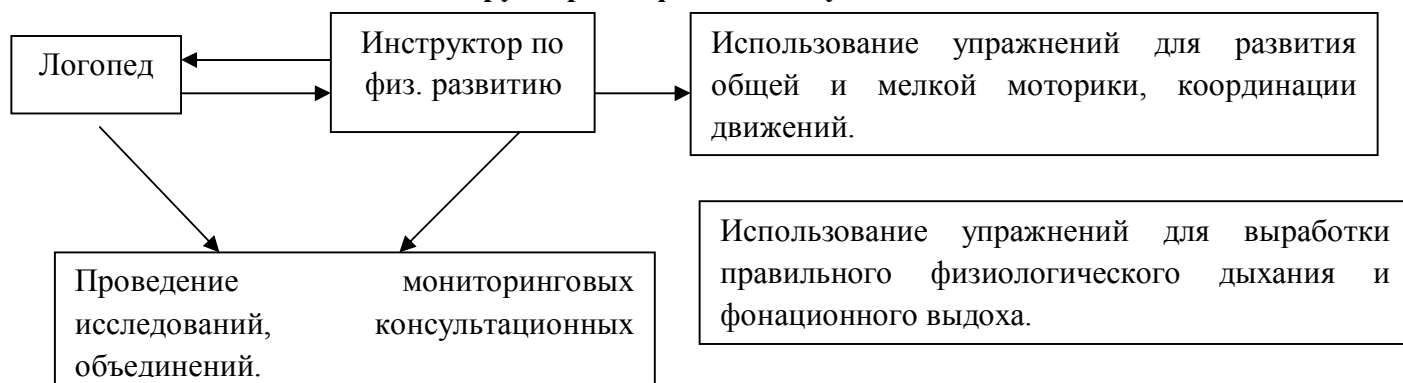 Логопед
Инструктор по
физ. развитию
Использование упражнений для развития
общей и мелкой моторики, координации
движений.
Использование упражнений для выработки
правильного физиологического дыхания и
фонационного выдоха.
Проведение мониторинговых
исследований, консультационных
объединений.